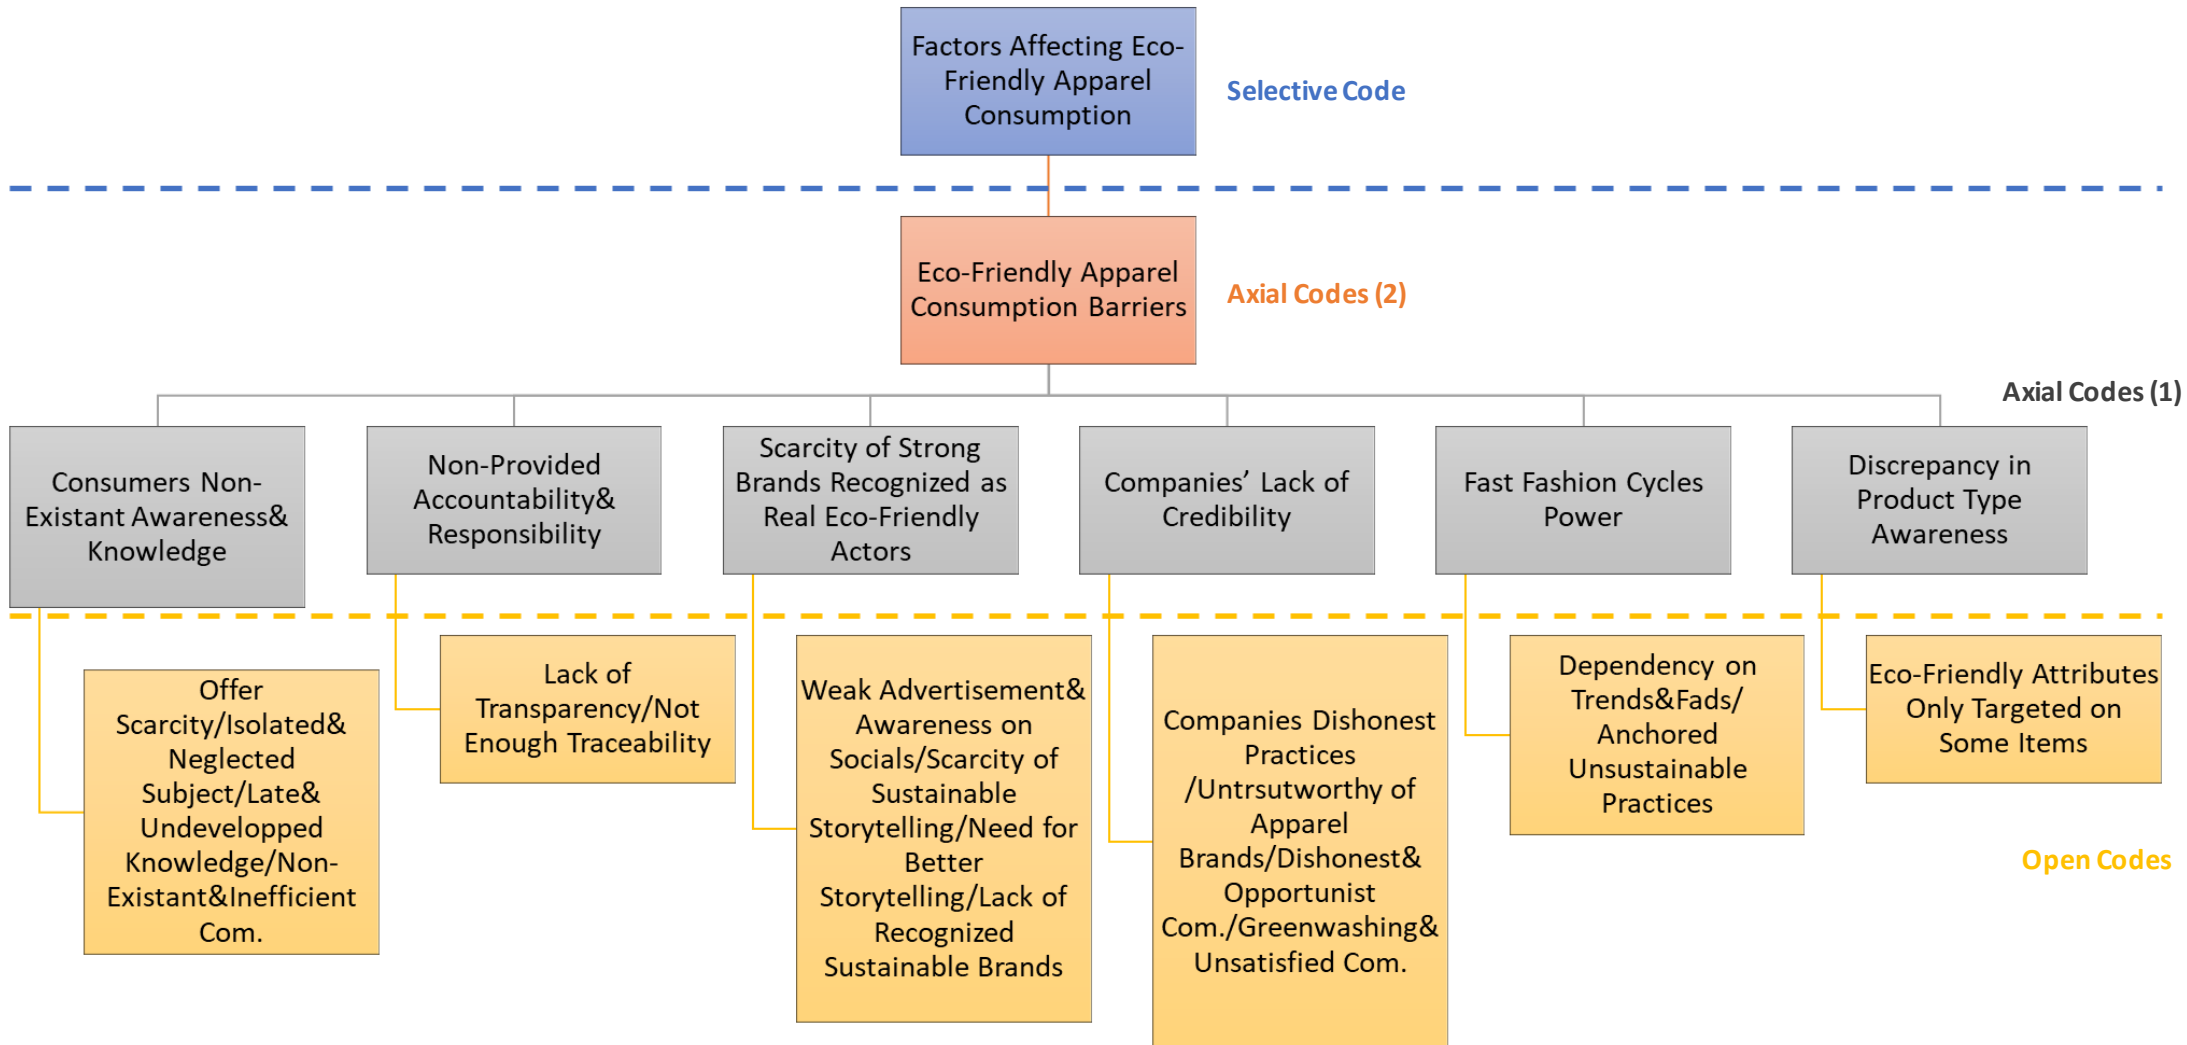 Factors Affecting Eco-
Friendly Apparel
Consumption
Selective Code
Eco-Friendly Apparel
Consumption Barriers
Axial Codes (2)
Axial Codes (1)
Consumers Non-
Existant Awareness&
Knowledge
Non-Provided
Accountability&
Responsibility
Scarcity of Strong
Brands Recognized as
Real Eco-Friendly
Actors
Companies’ Lack of
Credibility
Fast Fashion Cycles
Power
Discrepancy in
Product Type
Awareness
Offer
Scarcity/Isolated&
Neglected
Subject/Late&
Undevelopped
Knowledge/Non-
Existant&Inefficient
Com.
Lack of
Transparency/Not
Enough Traceability
Weak Advertisement&
Awareness on
Socials/Scarcity of
Sustainable
Storytelling/Need for
Better
Storytelling/Lack of
Recognized
Sustainable Brands
Companies Dishonest
Practices
/Untrsutworthy of
Apparel
Brands/Dishonest&
Opportunist
Com./Greenwashing&
Unsatisfied Com.
Dependency on
Trends&Fads/
Anchored
Unsustainable
Practices
Eco-Friendly Attributes
Only Targeted on
Some Items
Open Codes